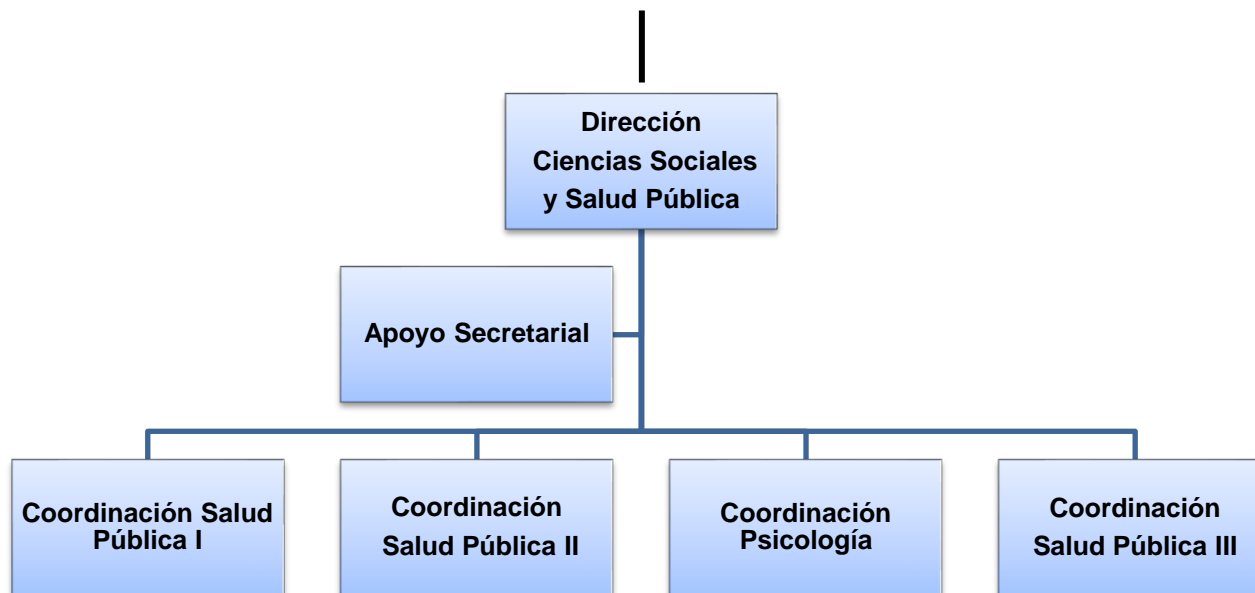 Dirección
Ciencias Sociales
y Salud Pública
Apoyo Secretarial
Coordinación Salud
Pública I
Coordinación
Salud Pública II
Coordinación
Psicología
Coordinación
Salud Pública III